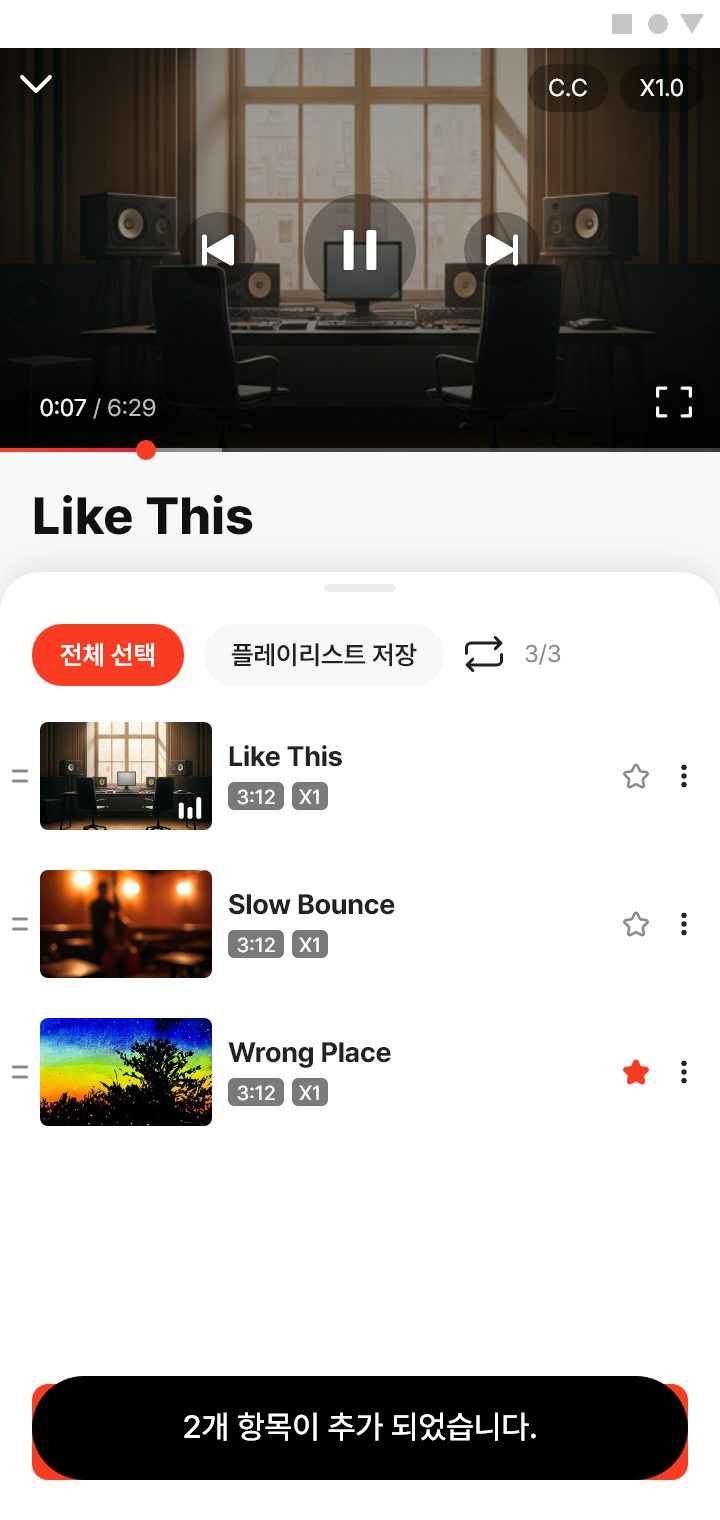 C.C
X1.0
0:07 / 6:29
Like This
전체 선택
플레이리스트 저장
3/3
Like This
3:12
X1
Slow Bounce
3:12
X1
Wrong Place
3:12
X1
2개 항목이 추가 되었습니다.